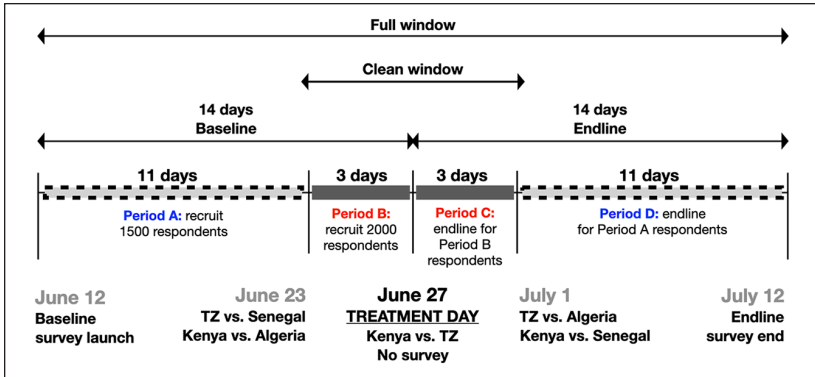 Full window
Clean window
14 days
Baseline
14 days
Endline
11 days
3 days
3 days
11 days
Period A: recruit
1500 respondents
Period B:
recruit 2000
respondents
Period C:
endline for
Period B
respondents
Period D: endline
for Period A respondents
June 12
Baseline
survey launch
June 23
TZ vs. Senegal
Kenya vs. Algeria
June 27
TREATMENT DAY
Kenya vs. TZ
No survey
July 1
TZ vs. Algeria
Kenya vs. Senegal
July 12
Endline
survey end